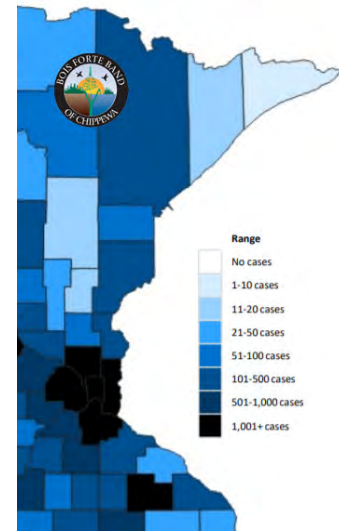 BOIS FORTE BAND
OF CHIPPEWA
Range
No cases
1-10 cases
11-20 cases
21-50 cases
51-100 cases
101-500 cases
501-1,000 cases
1,001+ cases